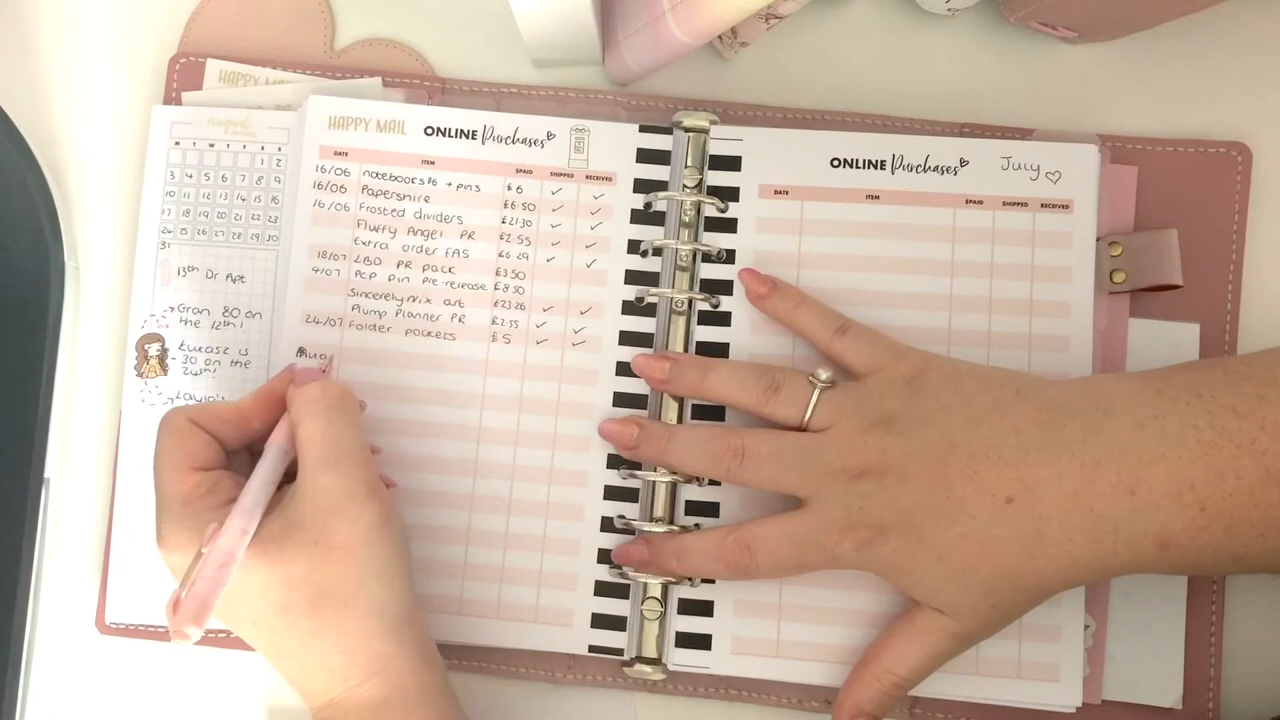 HAPPY MAIL
august
M T W T F S S
1 2
3 4 5 6 7 8 9
10 11 12 13 14 15 16
17 18 19 20 21 22 23
24 25 26 27 28 29 30
31
13th Dr Apt
Gran 80 on
the 12th!
Łukasz is
30 on the
24th!
Layla's
HAPPY MAIL ONLINE Purchases
DATE ITEM $PAID SHIPPED RECEIVED
16/06 notebooks + pins £6 ✓ ✓
16/06 Papershire £6.50 ✓ ✓
16/06 Frosted dividers £21.30 ✓ ✓
Fluffy Angel PR £2.55 ✓ ✓
Extra order FAS £6.29 ✓ ✓
18/07 LBD PR pack £3.50
4/07 PCP pin pre-release £8.50
Sincerely Nix art £23.26 ✓ ✓
Plump Planner PR £2.55 ✓ ✓
24/07 Folder pockets £5 ✓ ✓
ONLINE Purchases July
DATE ITEM $PAID SHIPPED RECEIVED